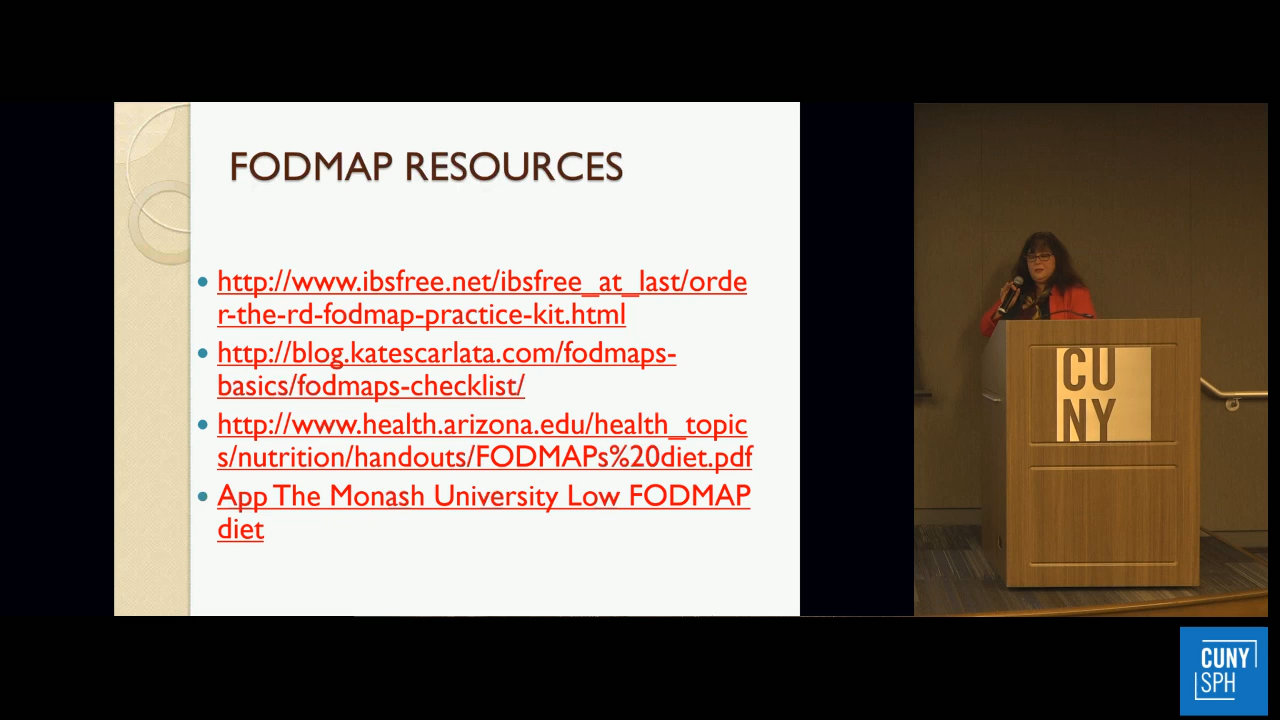 FODMAP RESOURCES
http://www.ibsfree.net/ibsfree_at_last/orde
r-the-rd-fodmap-practice-kit.html
http://blog.katescarlata.com/fodmaps-
basics/fodmaps-checklist/
http://www.health.arizona.edu/health_topic
s/nutrition/handouts/FODMAPs%20diet.pdf
App The Monash University Low FODMAP
diet
CU
NY
CUNY
SPH